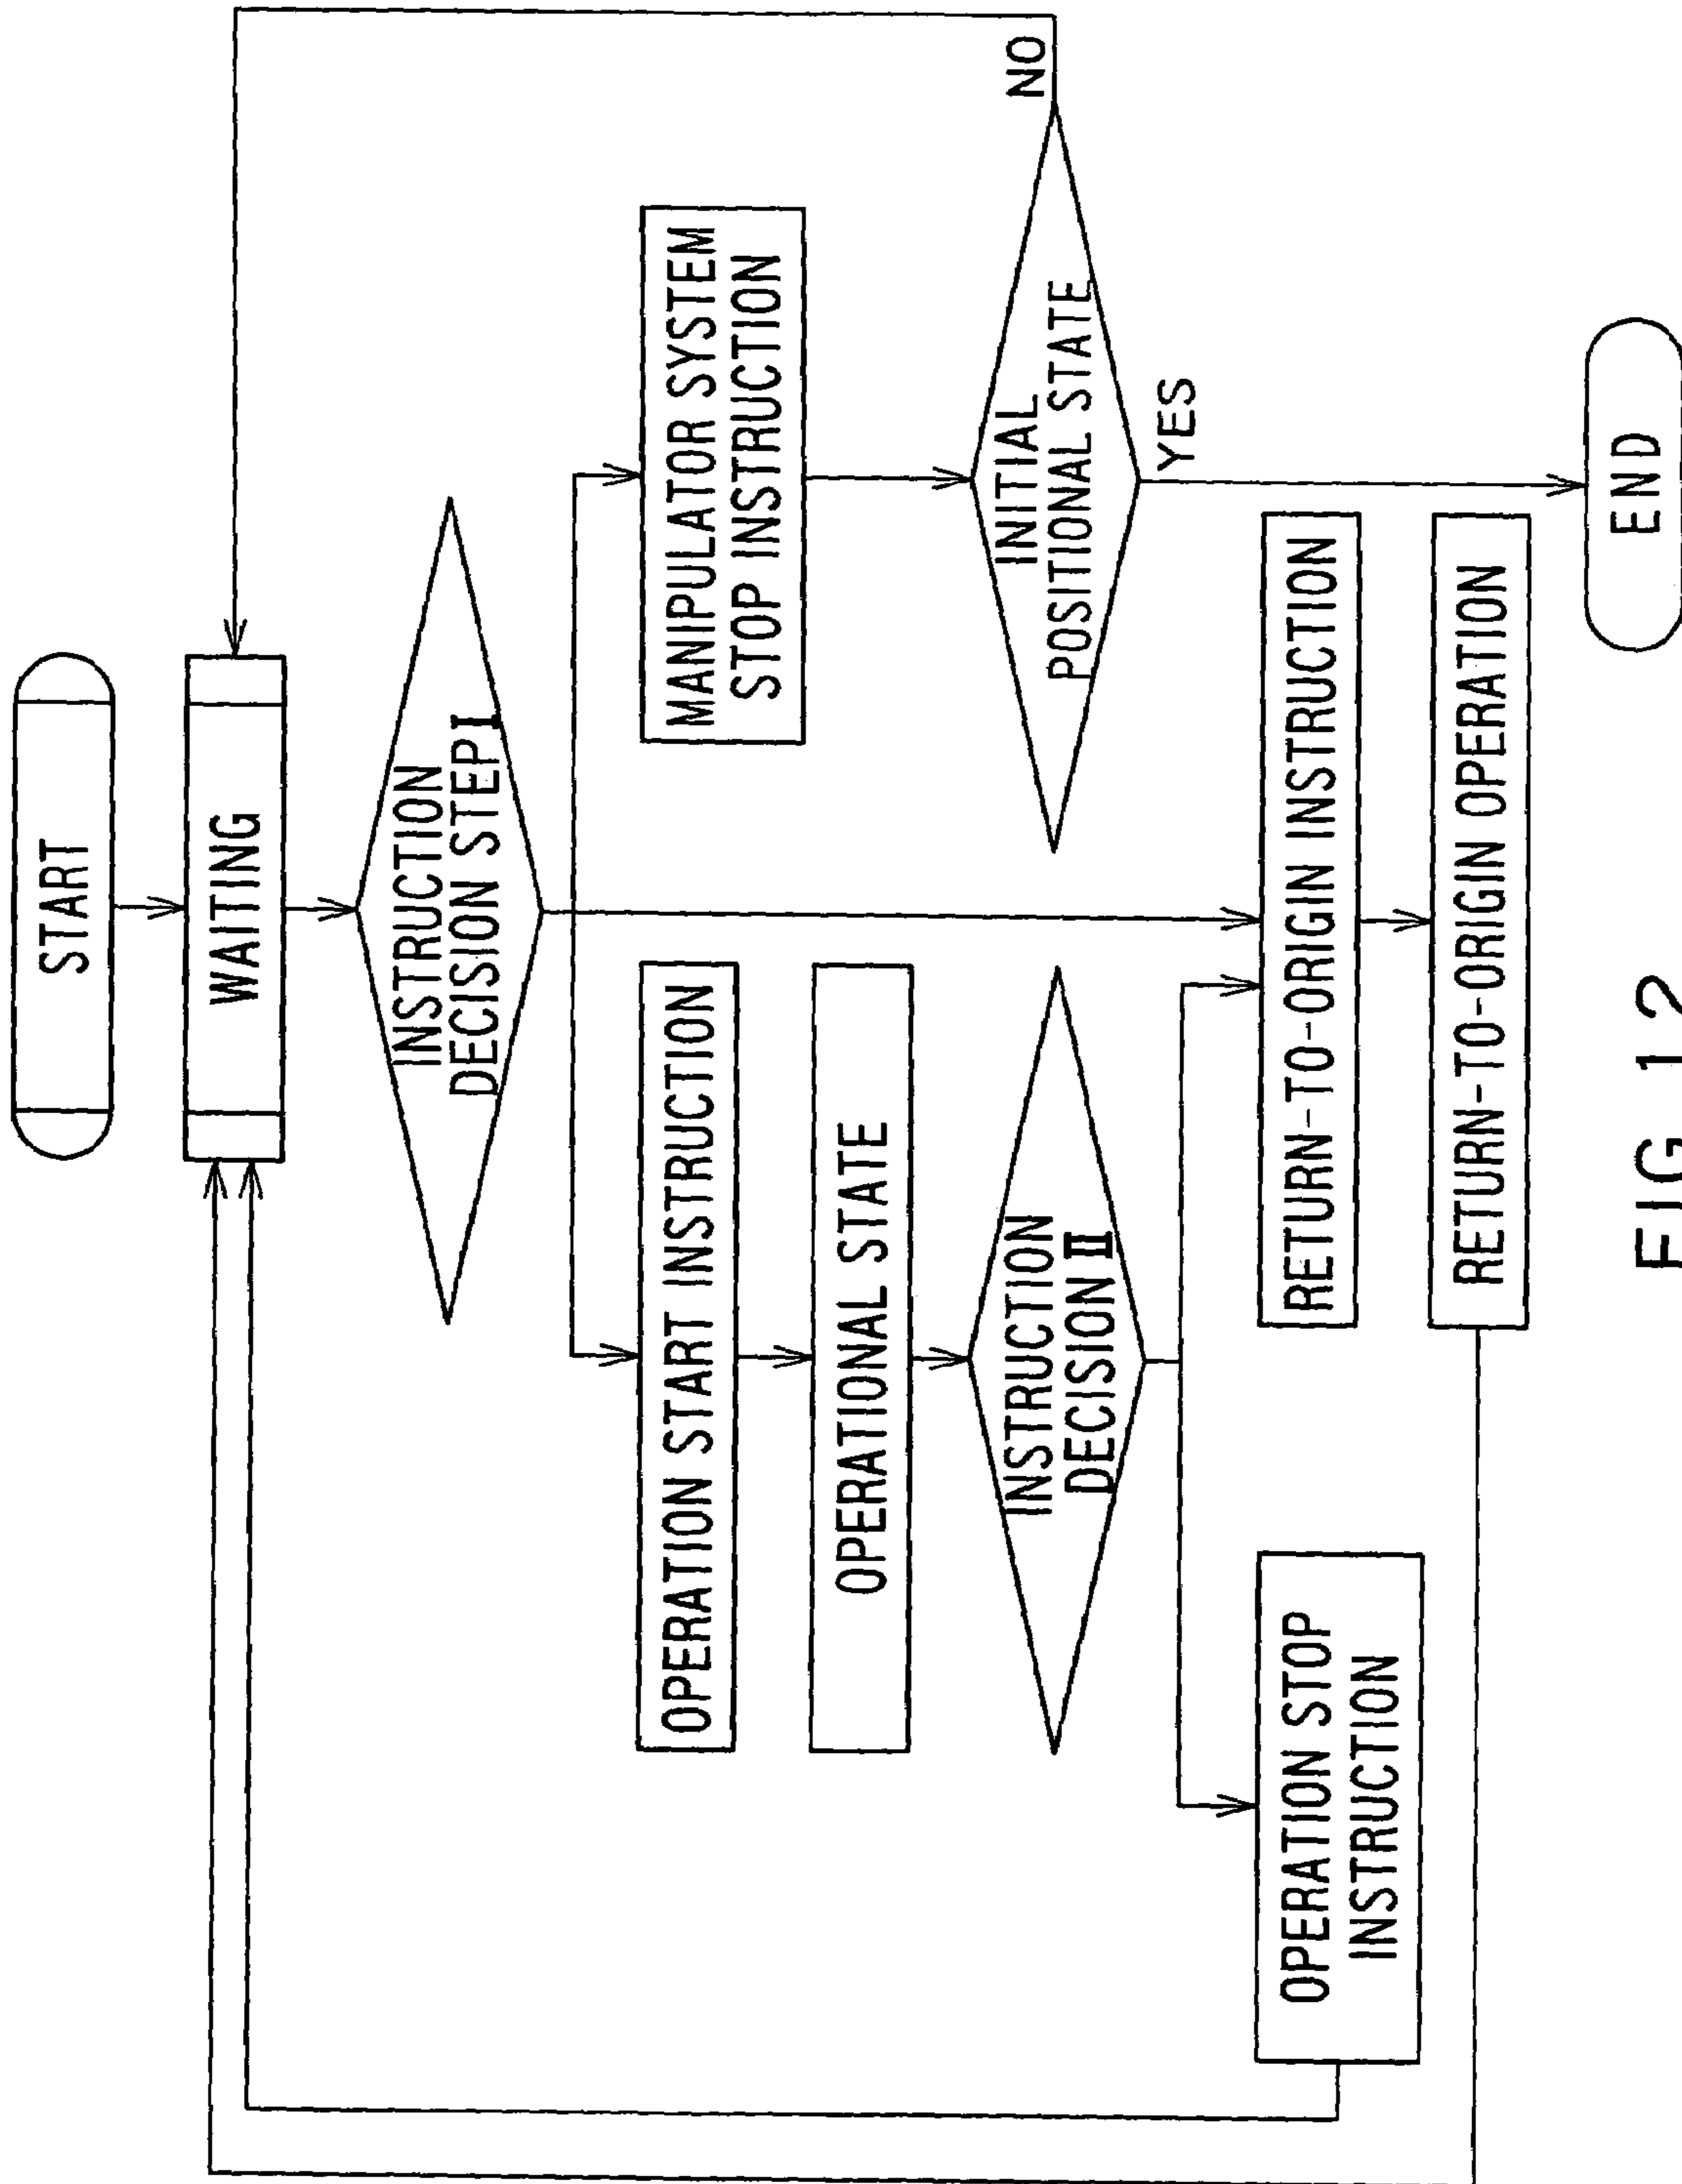 START
WAITING
INSTRUCTION
DECISION STEP I
OPERATION START INSTRUCTION
MANIPULATOR SYSTEM
STOP INSTRUCTION
OPERATIONAL STATE
INSTRUCTION
DECISION II
INITIAL
POSITIONAL STATE
NO
YES
OPERATION STOP
INSTRUCTION
RETURN-TO-ORIGIN INSTRUCTION
RETURN-TO-ORIGIN OPERATION
END
FIG. 12